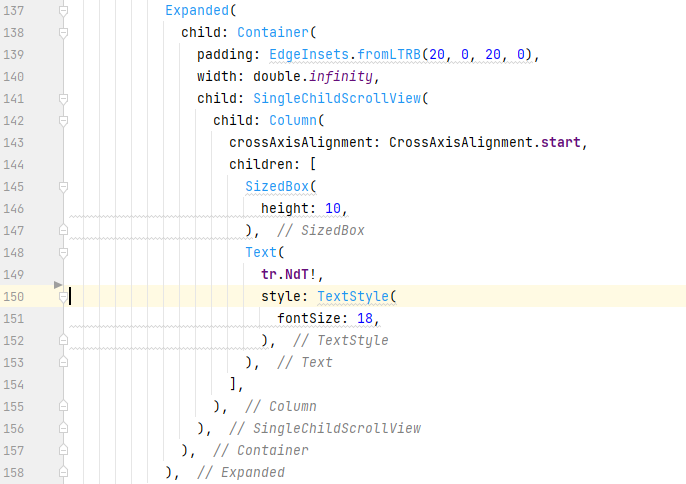 137 Expanded(
138 child: Container(
139 padding: EdgeInsets.fromLTRB(20, 0, 20, 0),
140 width: double.infinity,
141 child: SingleChildScrollView(
142 child: Column(
143 crossAxisAlignment: CrossAxisAlignment.start,
144 children: [
145 SizedBox(
146 height: 10,
147 ), // SizedBox
148 Text(
149 tr.NdT!,
150 style: TextStyle(
151 fontSize: 18,
152 ), // TextStyle
153 ), // Text
154 ],
155 ), // Column
156 ), // SingleChildScrollView
157 ), // Container
158 ), // Expanded